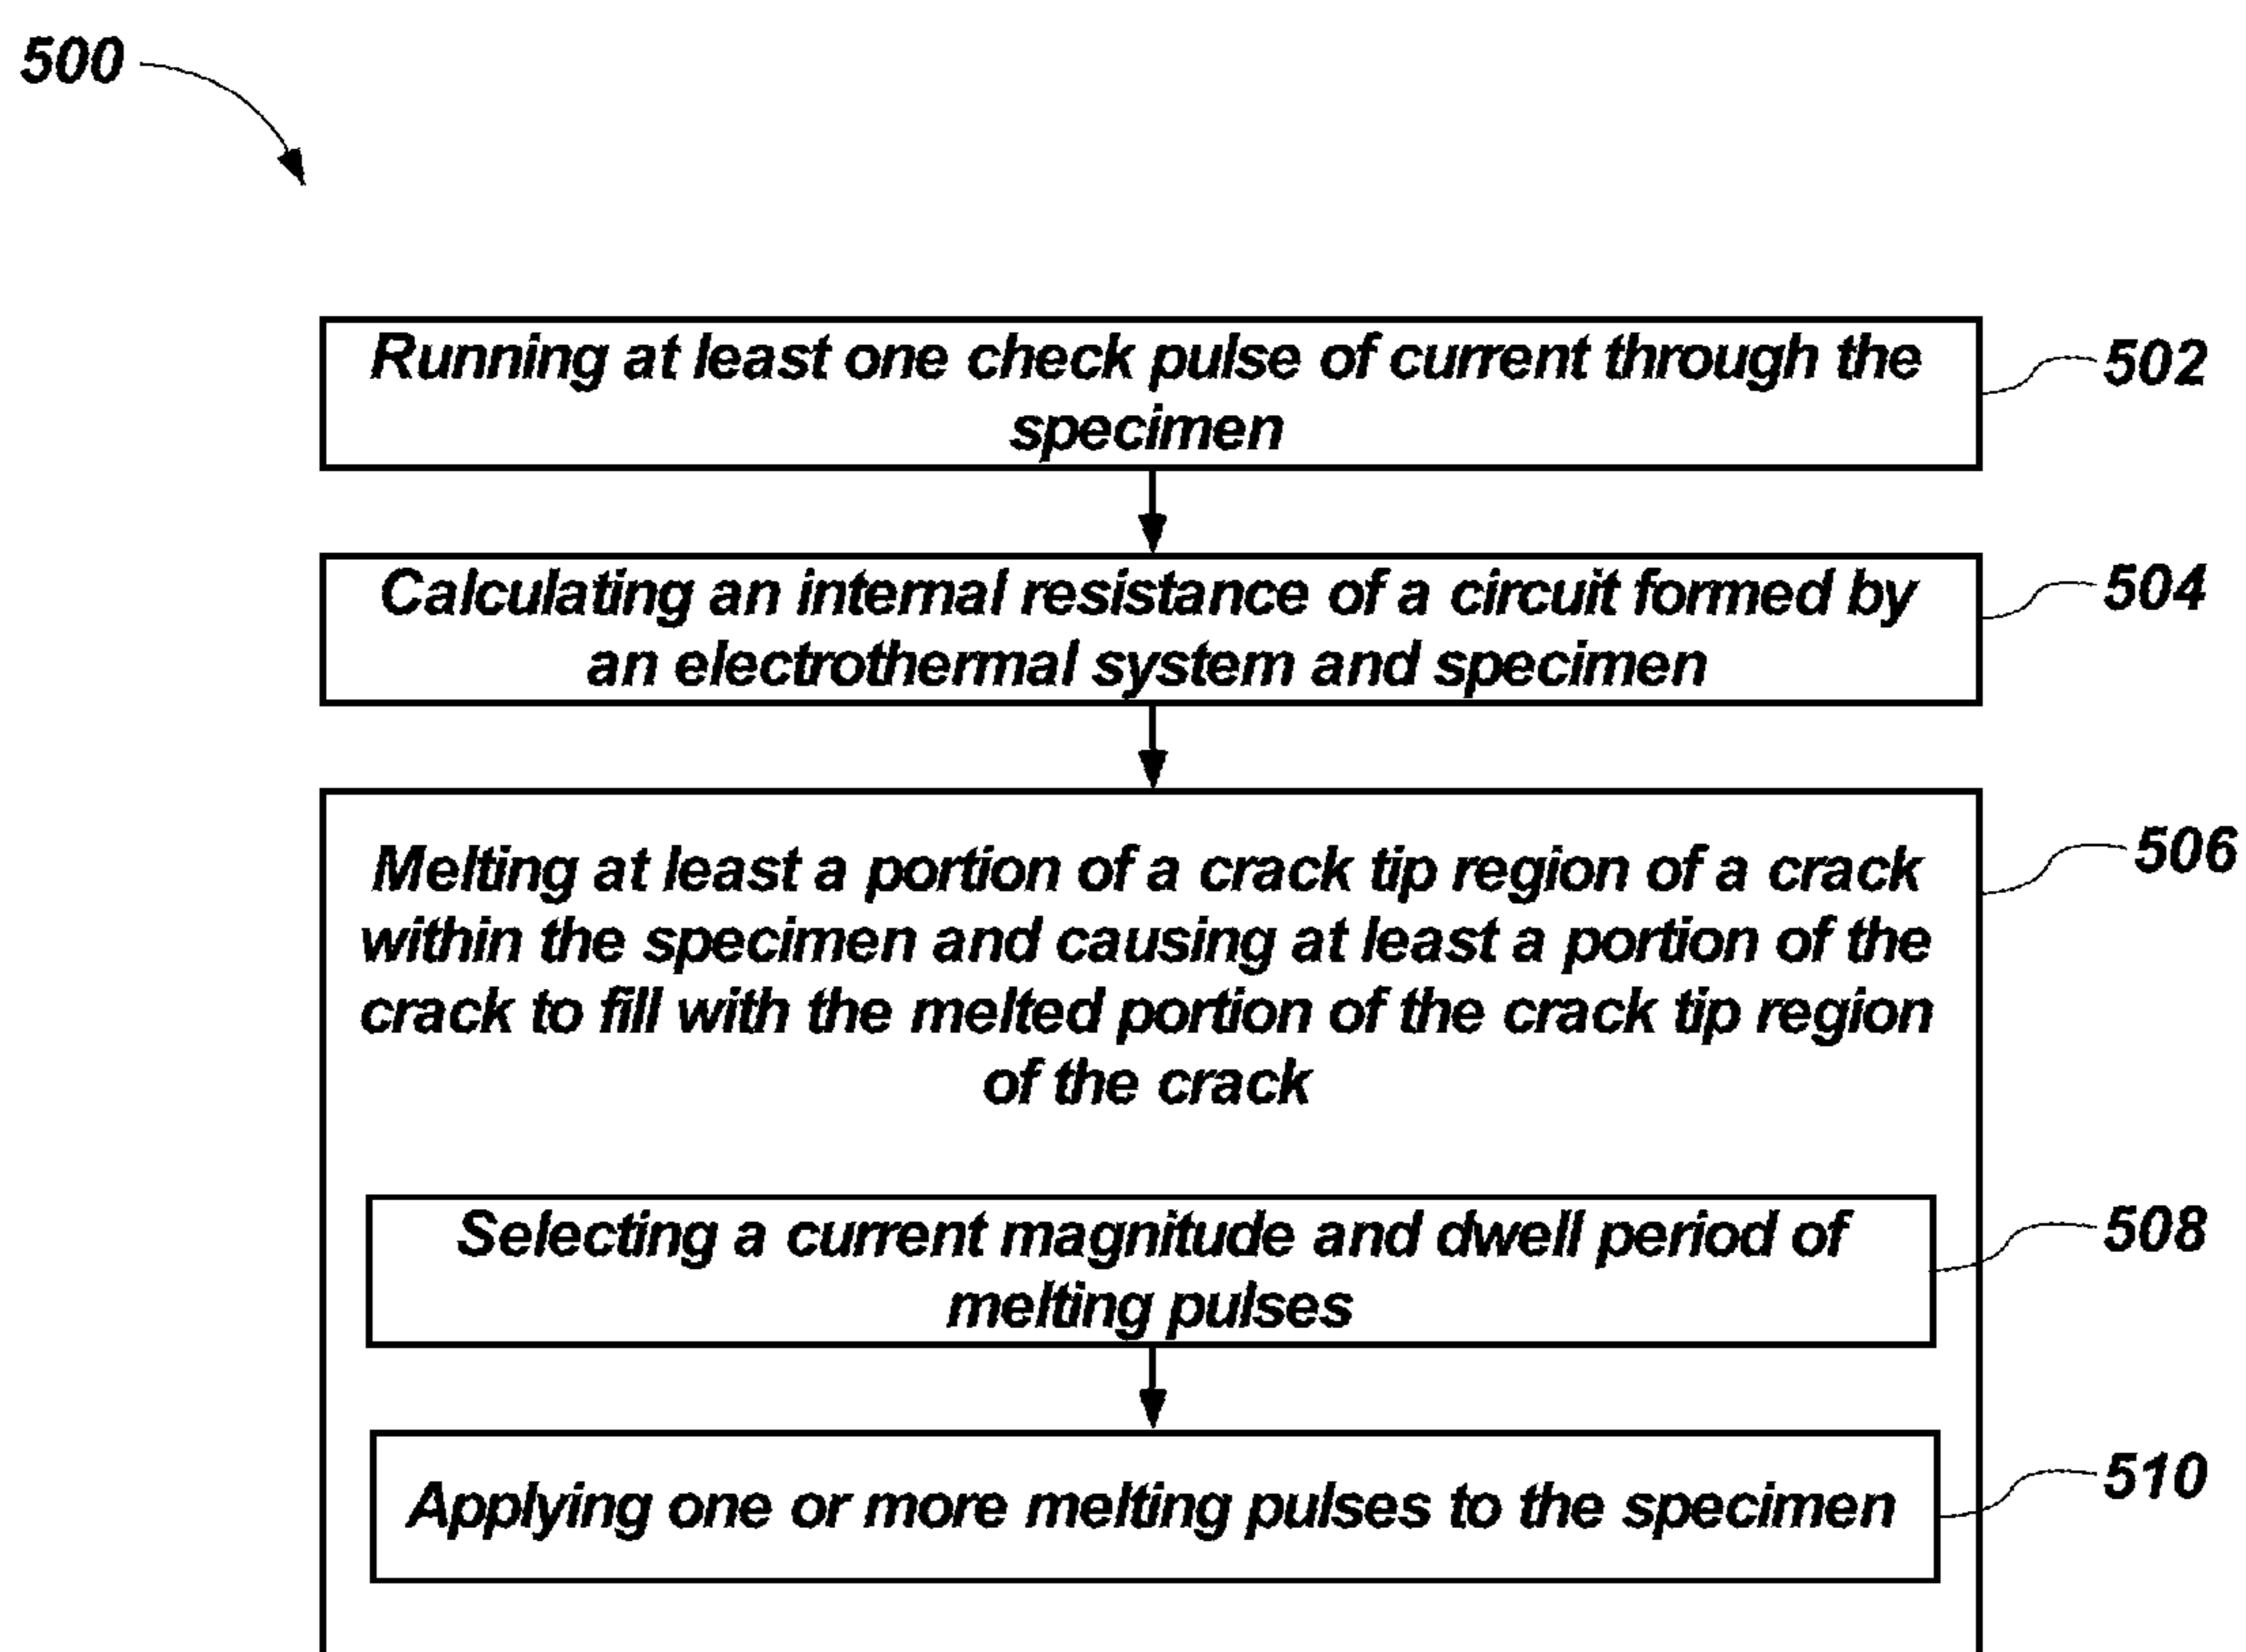 500
Running at least one check pulse of current through the
specimen
502
Calculating an internal resistance of a circuit formed by
an electrothermal system and specimen
504
Melting at least a portion of a crack tip region of a crack
within the specimen and causing at least a portion of the
crack to fill with the melted portion of the crack tip region
of the crack
506
Selecting a current magnitude and dwell period of
melting pulses
508
Applying one or more melting pulses to the specimen
510